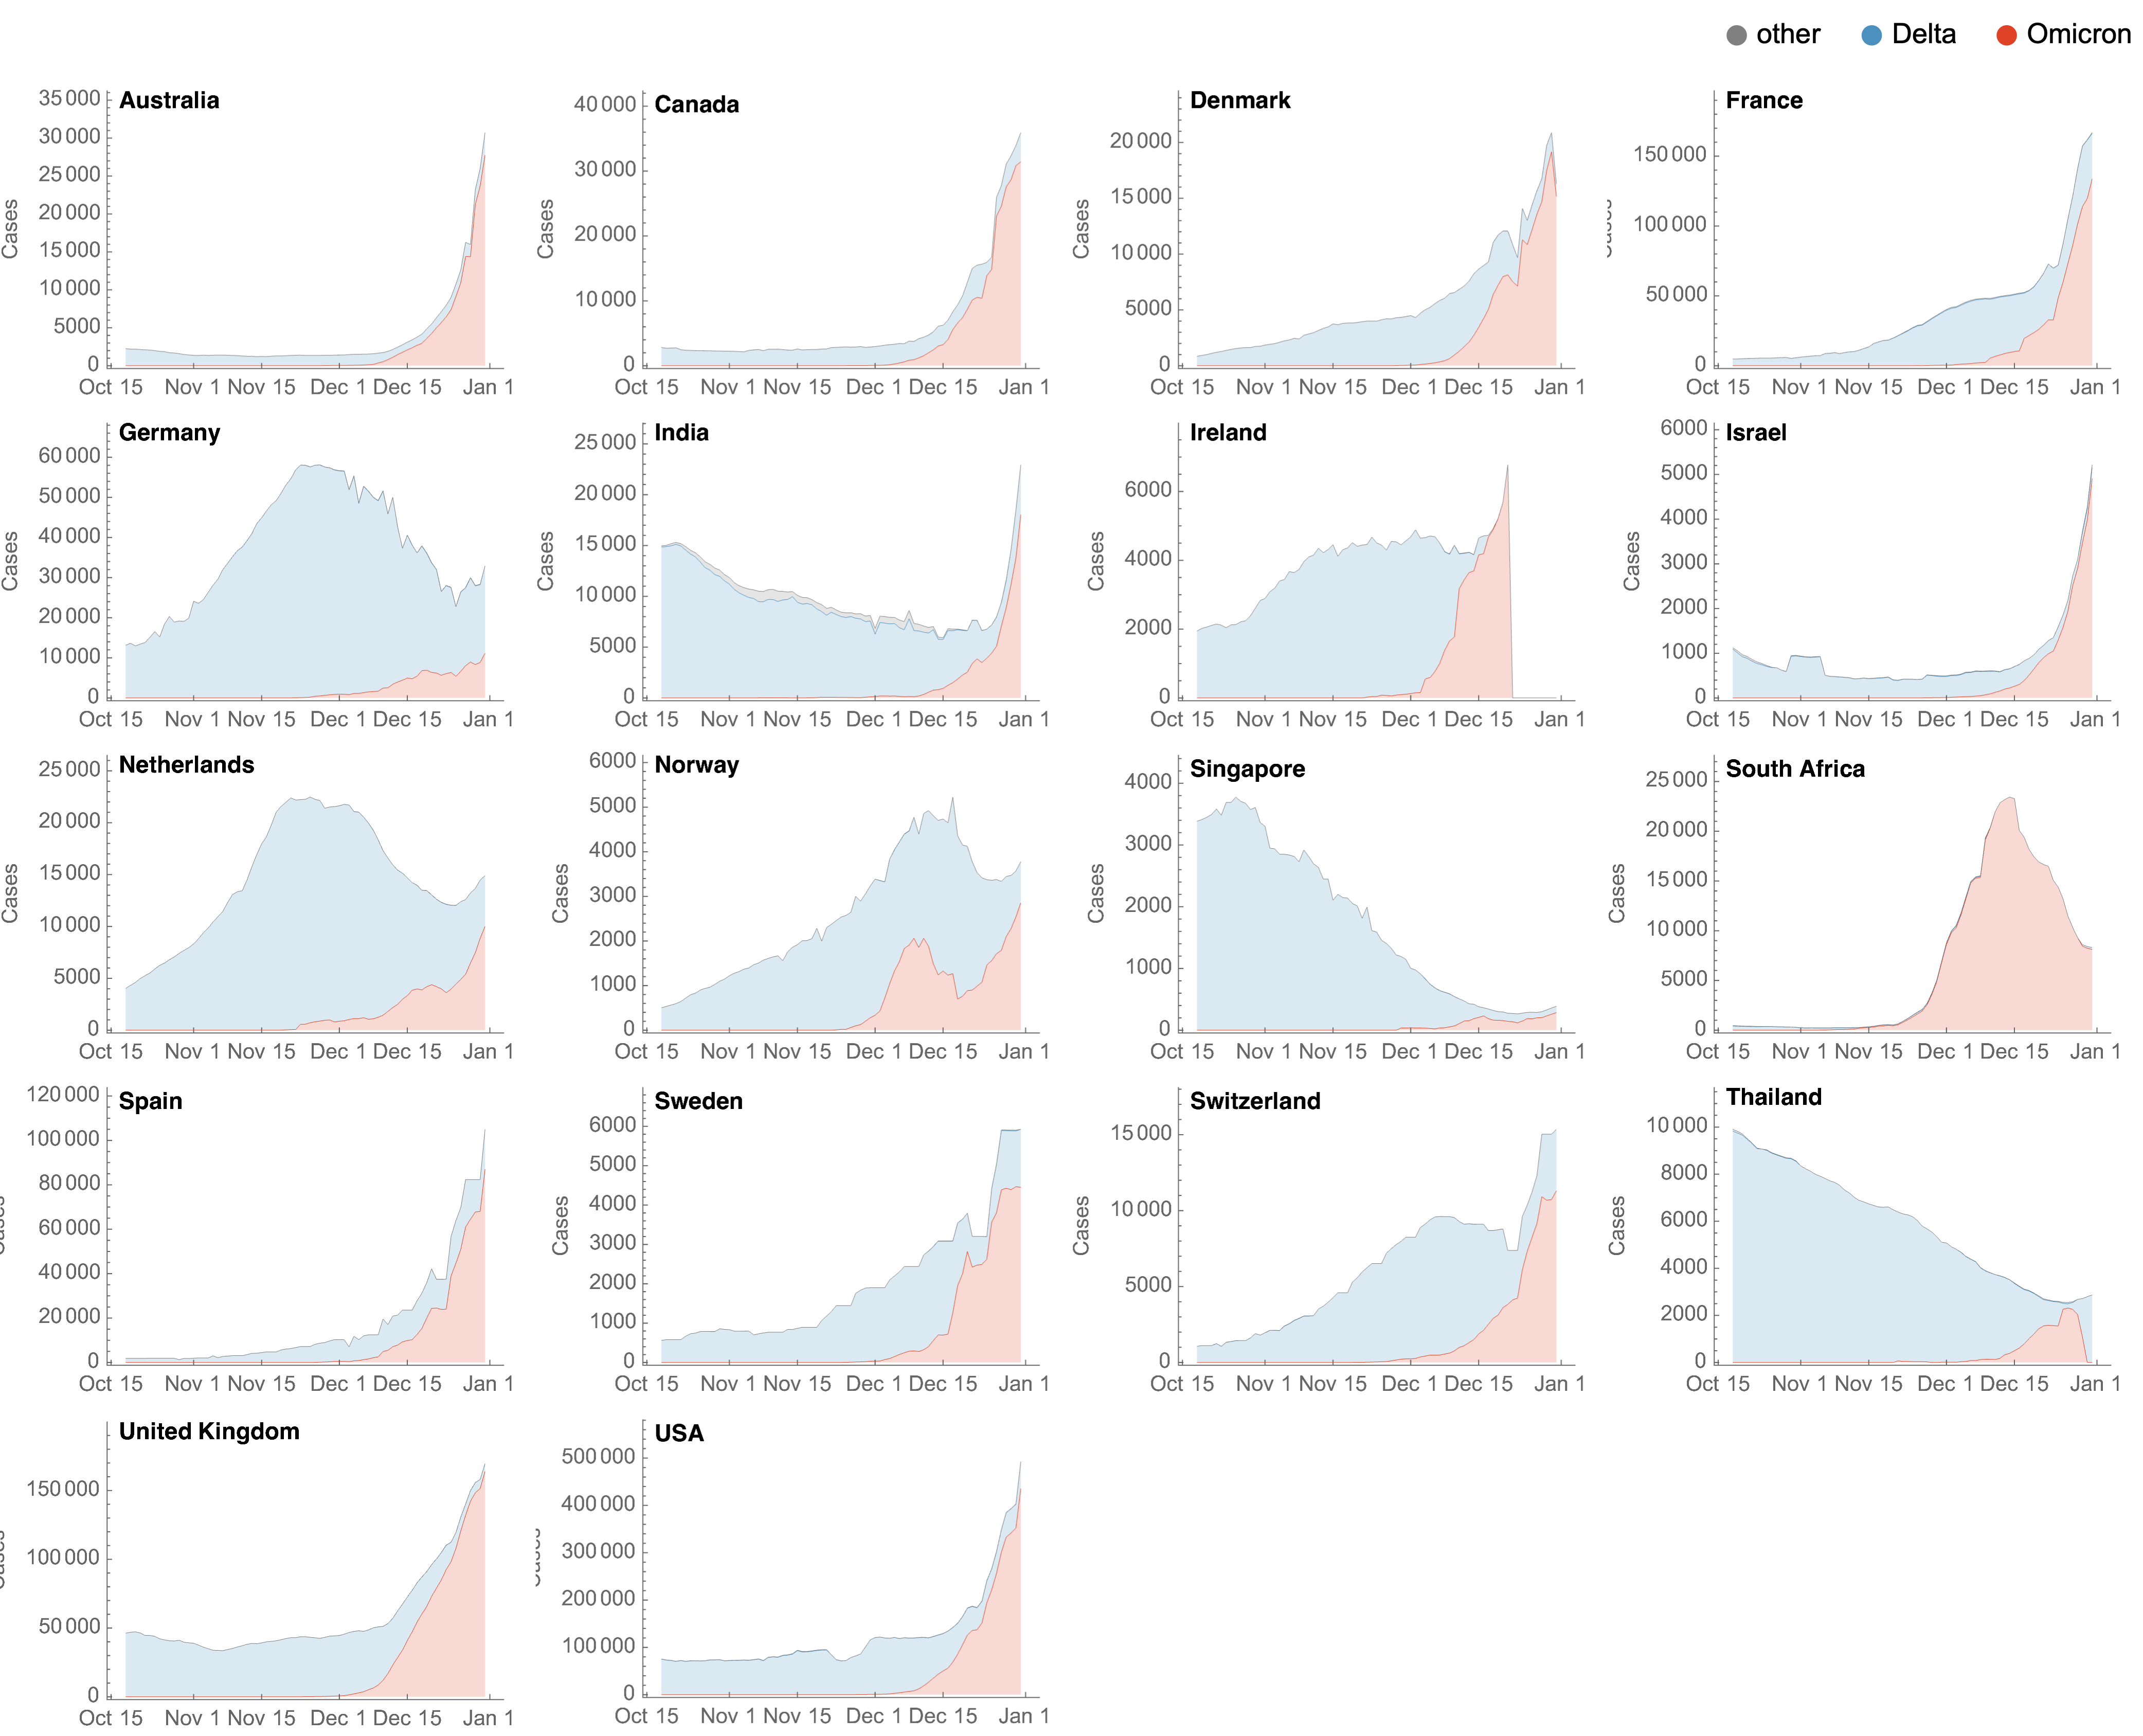 other Delta Omicron
Australia
Cases
35 000
30 000
25 000
20 000
15 000
10 000
5000
0
Oct 15 Nov 1 Nov 15 Dec 1 Dec 15 Jan 1
Canada
Cases
40 000
30 000
20 000
10 000
0
Oct 15 Nov 1 Nov 15 Dec 1 Dec 15 Jan 1
Denmark
Cases
20 000
15 000
10 000
5000
0
Oct 15 Nov 1 Nov 15 Dec 1 Dec 15 Jan 1
France
Cases
150 000
100 000
50 000
0
Oct 15 Nov 1 Nov 15 Dec 1 Dec 15 Jan 1
Germany
Cases
60 000
50 000
40 000
30 000
20 000
10 000
0
Oct 15 Nov 1 Nov 15 Dec 1 Dec 15 Jan 1
India
Cases
25 000
20 000
15 000
10 000
5000
0
Oct 15 Nov 1 Nov 15 Dec 1 Dec 15 Jan 1
Ireland
Cases
6000
4000
2000
0
Oct 15 Nov 1 Nov 15 Dec 1 Dec 15 Jan 1
Israel
Cases
6000
5000
4000
3000
2000
1000
0
Oct 15 Nov 1 Nov 15 Dec 1 Dec 15 Jan 1
Netherlands
Cases
25 000
20 000
15 000
10 000
5000
0
Oct 15 Nov 1 Nov 15 Dec 1 Dec 15 Jan 1
Norway
Cases
6000
5000
4000
3000
2000
1000
0
Oct 15 Nov 1 Nov 15 Dec 1 Dec 15 Jan 1
Singapore
Cases
4000
3000
2000
1000
0
Oct 15 Nov 1 Nov 15 Dec 1 Dec 15 Jan 1
South Africa
Cases
25 000
20 000
15 000
10 000
5000
0
Oct 15 Nov 1 Nov 15 Dec 1 Dec 15 Jan 1
Spain
Cases
120 000
100 000
80 000
60 000
40 000
20 000
0
Oct 15 Nov 1 Nov 15 Dec 1 Dec 15 Jan 1
Sweden
Cases
6000
5000
4000
3000
2000
1000
0
Oct 15 Nov 1 Nov 15 Dec 1 Dec 15 Jan 1
Switzerland
Cases
15 000
10 000
5000
0
Oct 15 Nov 1 Nov 15 Dec 1 Dec 15 Jan 1
Thailand
Cases
10 000
8000
6000
4000
2000
0
Oct 15 Nov 1 Nov 15 Dec 1 Dec 15 Jan 1
United Kingdom
Cases
150 000
100 000
50 000
0
Oct 15 Nov 1 Nov 15 Dec 1 Dec 15 Jan 1
USA
Cases
500 000
400 000
300 000
200 000
100 000
0
Oct 15 Nov 1 Nov 15 Dec 1 Dec 15 Jan 1